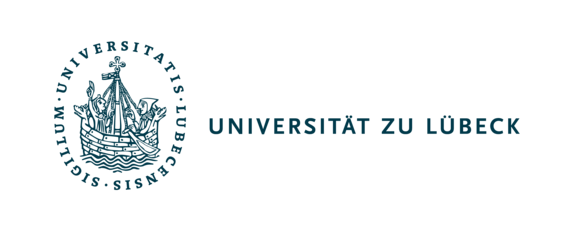 SIGILLUM · UNIVERSITATIS · LUBECENSIS ·
UNIVERSITÄT ZU LÜBECK